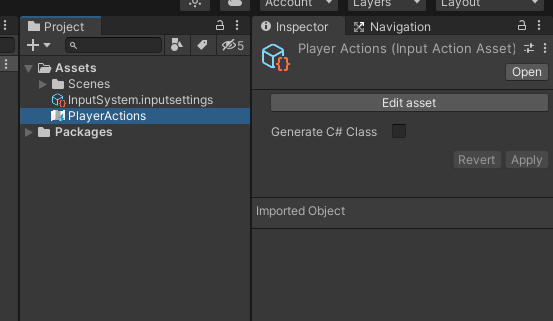 Account
Layers
Layout
Project
5
Assets
Scenes
InputSystem.inputsettings
PlayerActions
Packages
Inspector
Navigation
Player Actions (Input Action Asset)
Open
Edit asset
Generate C# Class
Revert
Apply
Imported Object